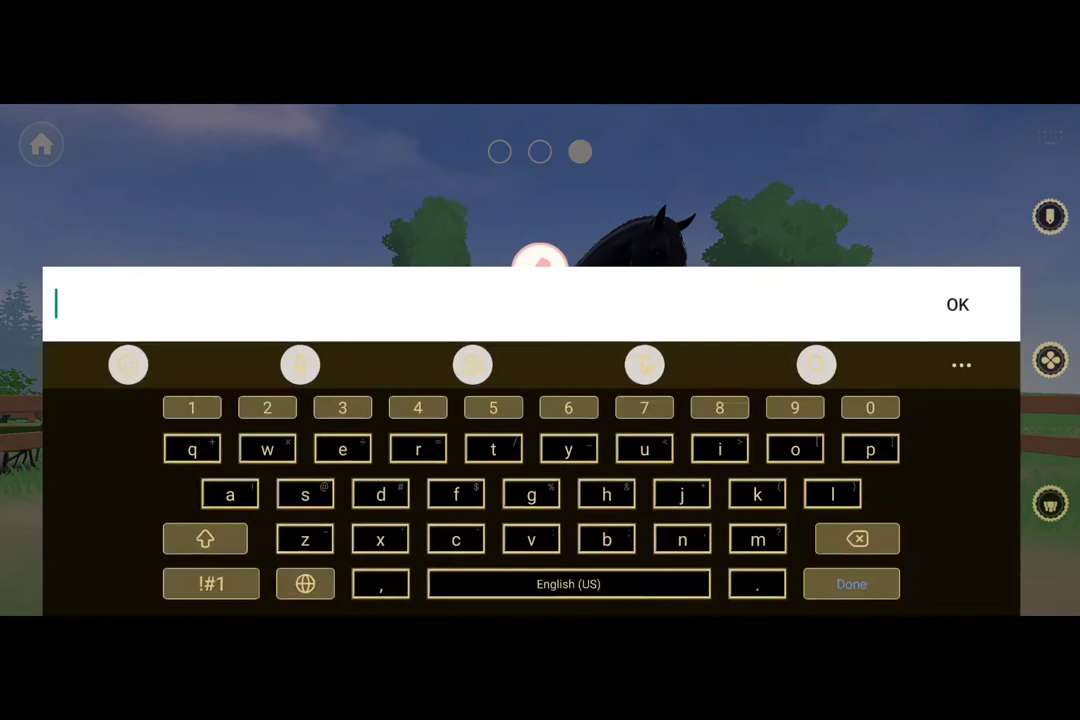 OK
1 2 3 4 5 6 7 8 9 0
q + w × e ÷ r = t / y _ u < i > o [ p ]
a ! s @ d # f $ g % h & j * k ( l )
z - x ' c " v : b ; n , m ?
!#1 , English (US) . Done